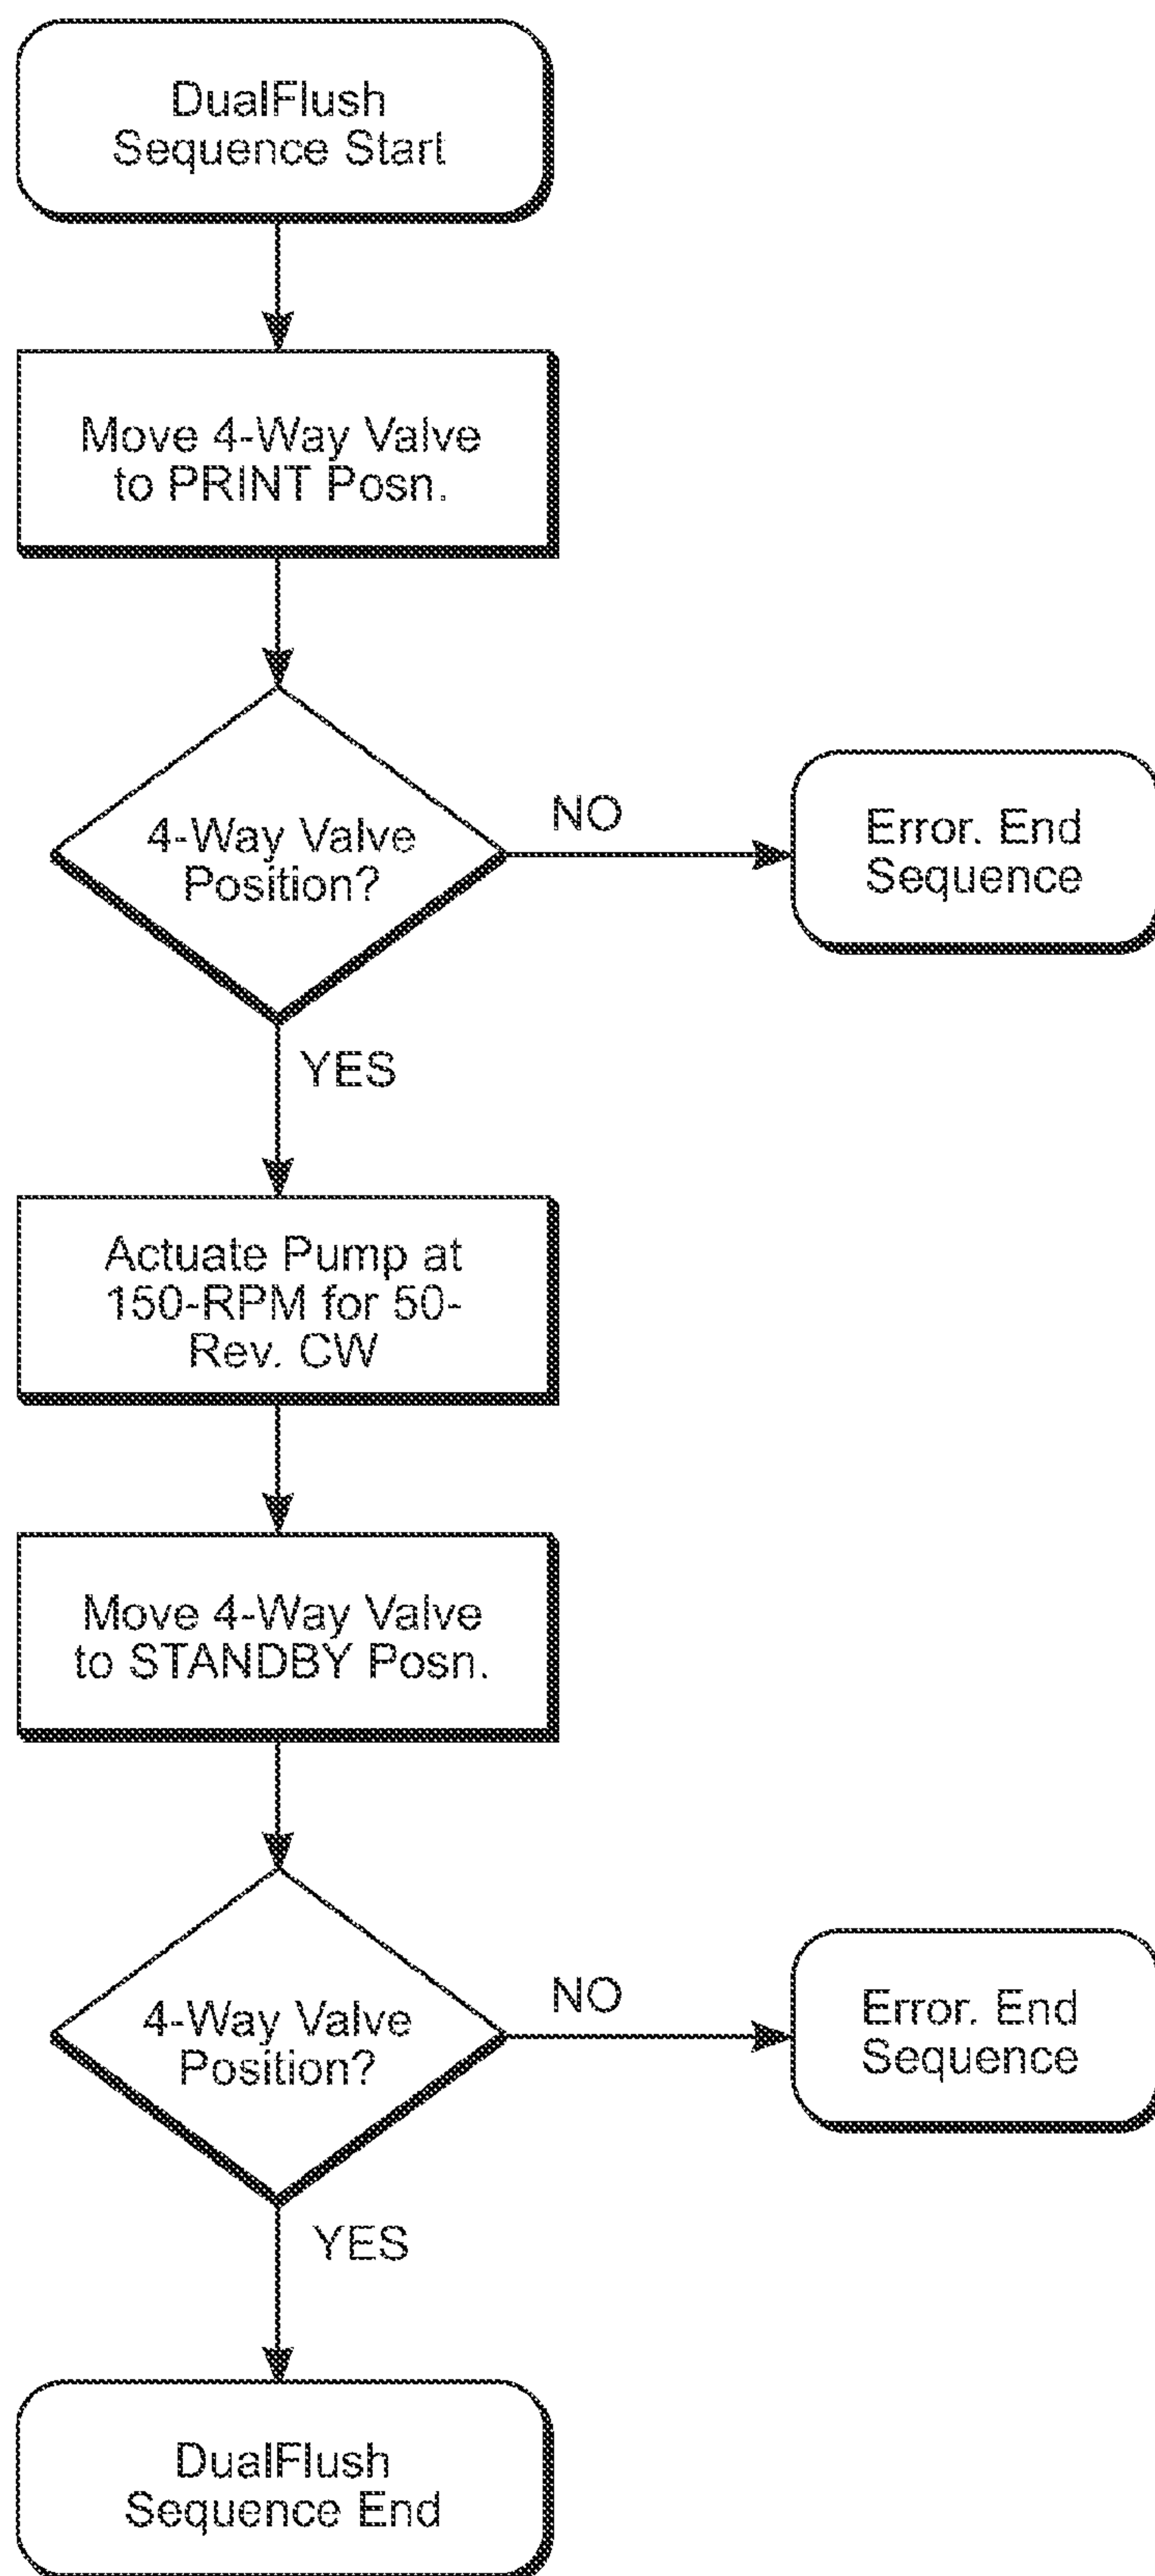 DualFlush
Sequence Start
Move 4-Way Valve
to PRINT Posn.
4-Way Valve
Position?
NO
Error. End
Sequence
YES
Actuate Pump at
150-RPM for 50-
Rev. CW
Move 4-Way Valve
to STANDBY Posn.
4-Way Valve
Position?
NO
Error. End
Sequence
YES
DualFlush
Sequence End